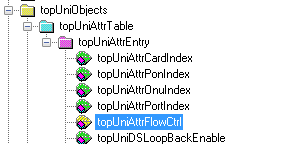 topUniObjects
topUniAttrTable
topUniAttrEntry
topUniAttrCardIndex
topUniAttrPonIndex
topUniAttrOnuIndex
topUniAttrPortIndex
topUniAttrFlowCtrl
topUniDSLoopBackEnable